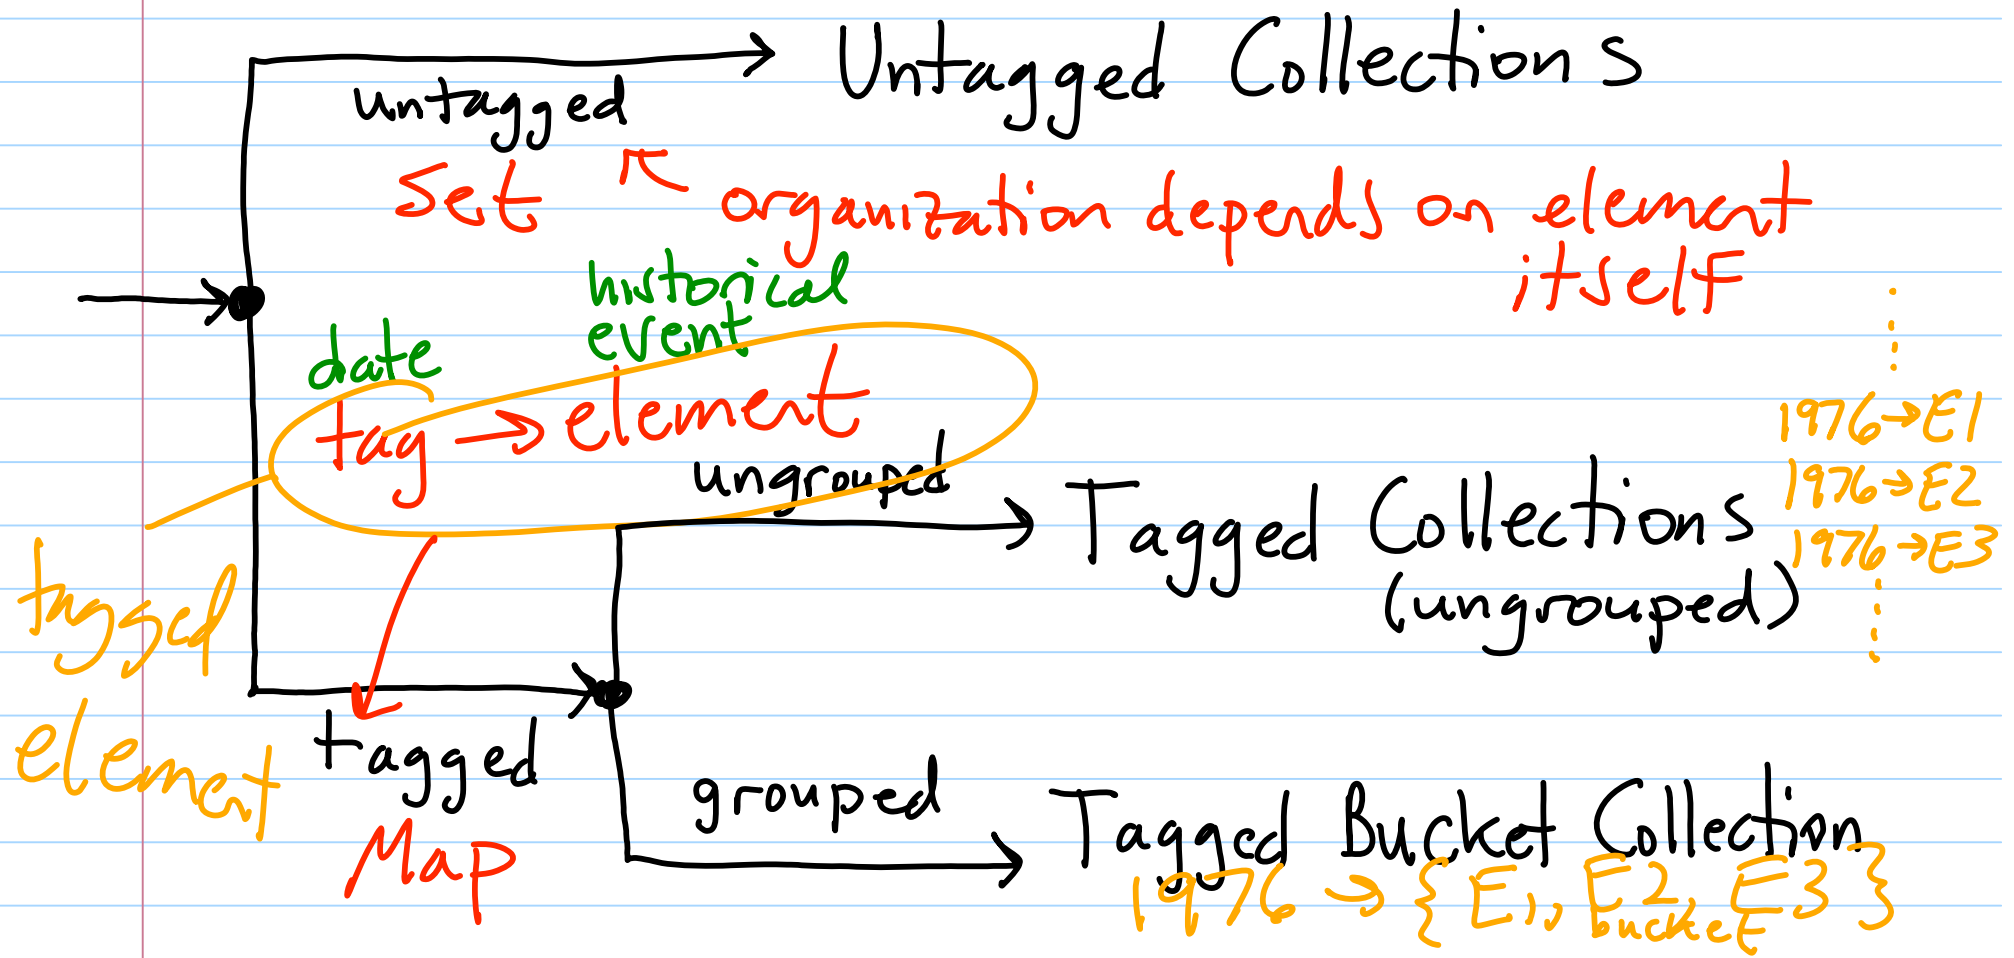 Untagged Collections
untagged
Set
organization depends on element
itself
historical
event
date
tag → element
ungrouped
1976→E1
1976→E2
1976→E3
Tagged Collections
(ungrouped)
tagged
element
tagged
Map
grouped
Tagged Bucket Collection
1976 → {E1, E2, E3}
bucket